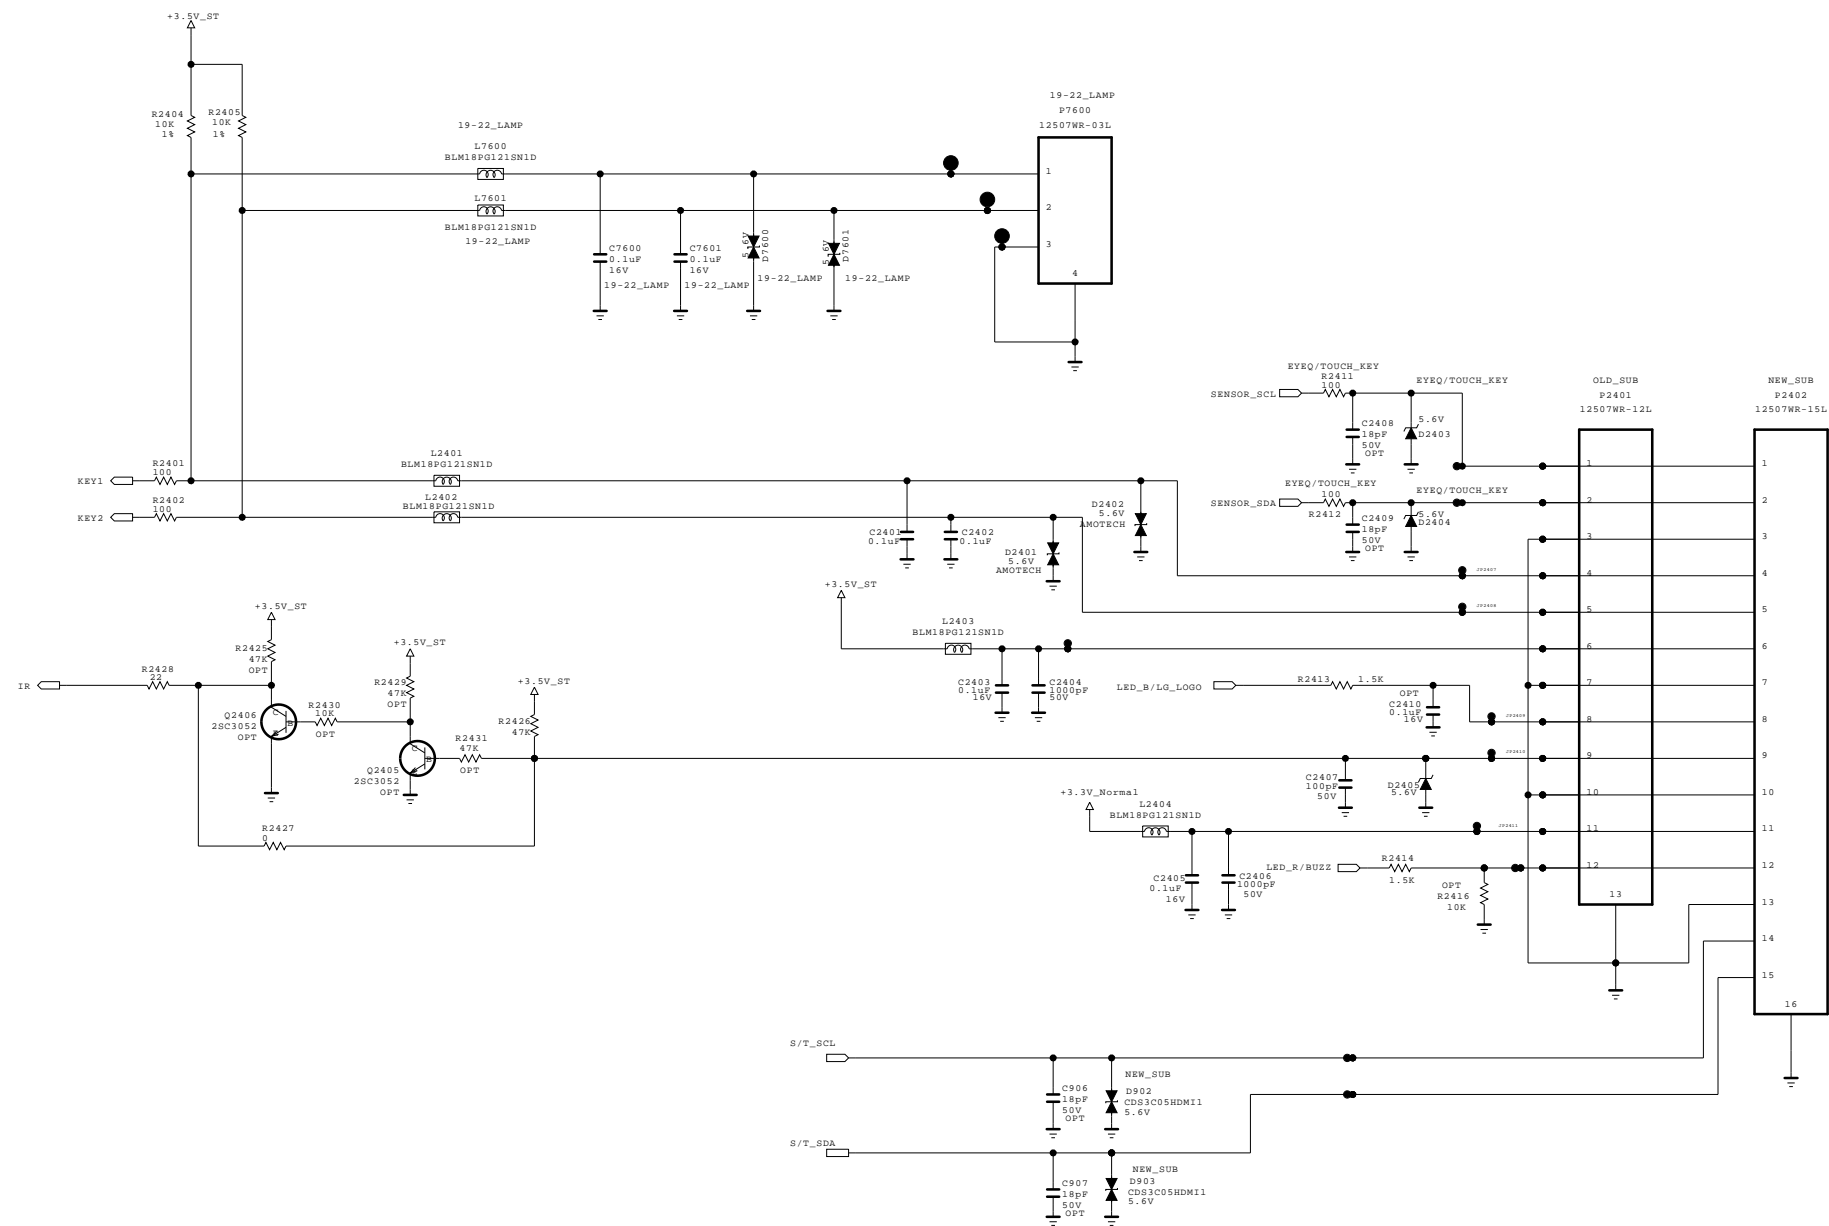 +3.5V_ST
R2404
10K
1%
R2405
10K
1%
19-22_LAMP
L7600
BLM18PG121SN1D
L7601
BLM18PG121SN1D
19-22_LAMP
C7600
0.1uF
16V
19-22_LAMP
C7601
0.1uF
16V
19-22_LAMP
5.6V
D7600
19-22_LAMP
5.6V
D7601
19-22_LAMP
19-22_LAMP
P7600
12507WR-03L
1
2
3
4
KEY1
R2401
100
KEY2
R2402
100
L2401
BLM18PG121SN1D
L2402
BLM18PG121SN1D
C2401
0.1uF
C2402
0.1uF
D2401
5.6V
AMOTECH
D2402
5.6V
AMOTECH
EYEQ/TOUCH_KEY
R2411
100
SENSOR_SCL
EYEQ/TOUCH_KEY
C2408
18pF
50V
OPT
5.6V
D2403
EYEQ/TOUCH_KEY
100
SENSOR_SDA
R2412
EYEQ/TOUCH_KEY
C2409
18pF
50V
OPT
5.6V
D2404
JP2407
JP2408
+3.5V_ST
L2403
BLM18PG121SN1D
C2403
0.1uF
16V
C2404
1000pF
50V
LED_B/LG_LOGO
R2413
1.5K
OPT
C2410
0.1uF
16V
JP2409
JP2410
IR
R2428
22
+3.5V_ST
R2425
47K
OPT
Q2406
2SC3052
OPT
C
B
E
R2430
10K
OPT
+3.5V_ST
R2429
47K
OPT
Q2405
2SC3052
OPT
C
B
E
R2431
47K
OPT
+3.5V_ST
R2426
47K
R2427
0
C2407
100pF
50V
D2405
5.6V
+3.3V_Normal
L2404
BLM18PG121SN1D
C2405
0.1uF
16V
C2406
1000pF
50V
JP2411
LED_R/BUZZ
R2414
1.5K
OPT
R2416
10K
OLD_SUB
P2401
12507WR-12L
1
2
3
4
5
6
7
8
9
10
11
12
13
NEW_SUB
P2402
12507WR-15L
1
2
3
4
5
6
7
8
9
10
11
12
13
14
15
16
S/T_SCL
C906
18pF
50V
OPT
NEW_SUB
D902
CDS3C05HDMI1
5.6V
S/T_SDA
C907
18pF
50V
OPT
NEW_SUB
D903
CDS3C05HDMI1
5.6V